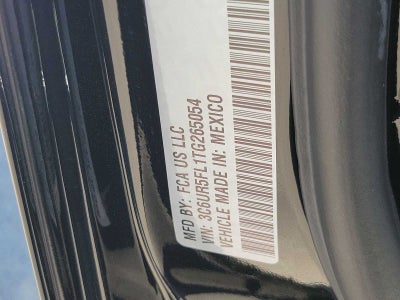 MFD BY: FCA US LLC
VIN: 3C6UR5FL1TG265054
VEHICLE MADE IN: MEXICO